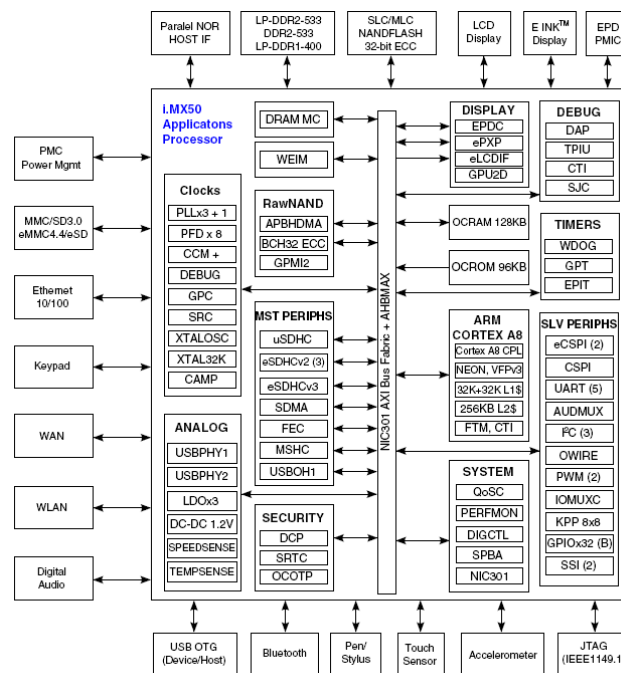 Paralel NOR
HOST IF
LP-DDR2-533
DDR2-533
LP-DDR1-400
SLC/MLC
NANDFLASH
32-bit ECC
LCD
Display
E INK™
Display
EPD
PMIC
i.MX50
Applicatons
Processor
PMC
Power Mgmt
MMC/SD3.0
eMMC4.4/eSD
Ethernet
10/100
Keypad
WAN
WLAN
Digital
Audio
Clocks
PLLx3 + 1
PFD x 8
CCM +
DEBUG
GPC
SRC
XTALOSC
XTAL32K
CAMP
ANALOG
USBPHY1
USBPHY2
LDOx3
DC-DC 1.2V
SPEEDSENSE
TEMPSENSE
DRAM MC
WEIM
RawNAND
APBHDMA
BCH32 ECC
GPMI2
MST PERIPHS
uSDHC
eSDHCv2 (3)
eSDHCv3
SDMA
FEC
MSHC
USBOH1
SECURITY
DCP
SRTC
OCOTP
NIC301 AXI Bus Fabric + AHBMAX
DISPLAY
EPDC
ePXP
eLCDIF
GPU2D
OCRAM 128KB
OCROM 96KB
ARM
CORTEX A8
Cortex A8 CPL
NEON, VFPv3
32K+32K L1$
256KB L2$
FTM, CTI
SYSTEM
QoSC
PERFMON
DIGCTL
SPBA
NIC301
DEBUG
DAP
TPIU
CTI
SJC
TIMERS
WDOG
GPT
EPIT
SLV PERIPHS
eCSPI (2)
CSPI
UART (5)
AUDMUX
I²C (3)
OWIRE
PWM (2)
IOMUXC
KPP 8x8
GPIOx32 (B)
SSI (2)
USB OTG
(Device/Host)
Bluetooth
Pen/
Stylus
Touch
Sensor
Accelerometer
JTAG
(IEEE1149.1)